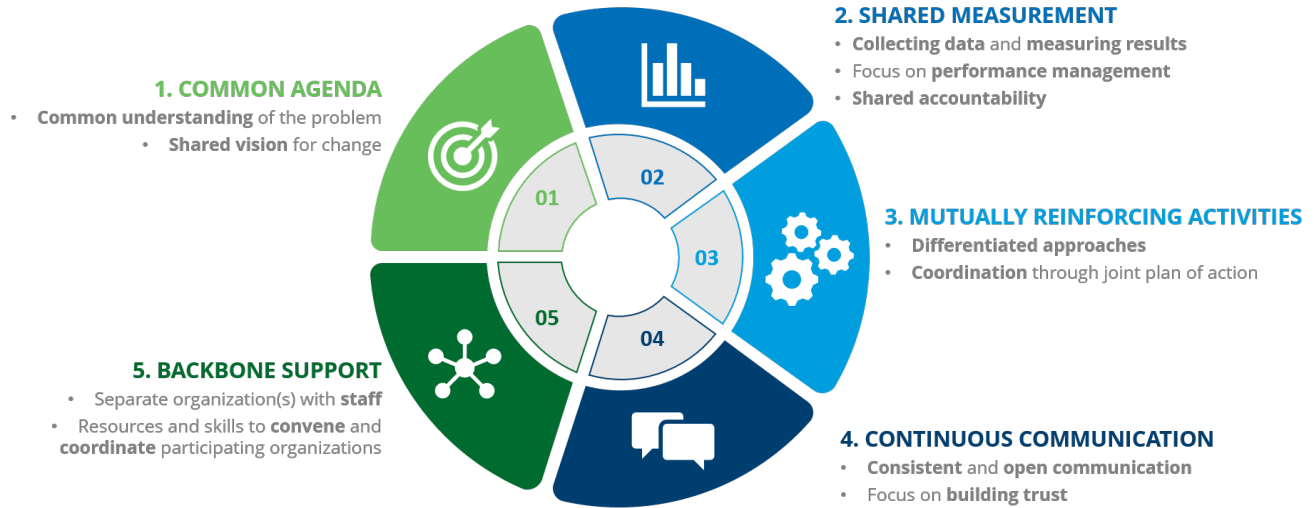 1. COMMON AGENDA
• Common understanding of the problem
• Shared vision for change
2. SHARED MEASUREMENT
• Collecting data and measuring results
• Focus on performance management
• Shared accountability
3. MUTUALLY REINFORCING ACTIVITIES
• Differentiated approaches
• Coordination through joint plan of action
4. CONTINUOUS COMMUNICATION
• Consistent and open communication
• Focus on building trust
5. BACKBONE SUPPORT
• Separate organization(s) with staff
• Resources and skills to convene and
coordinate participating organizations
01
02
03
04
05